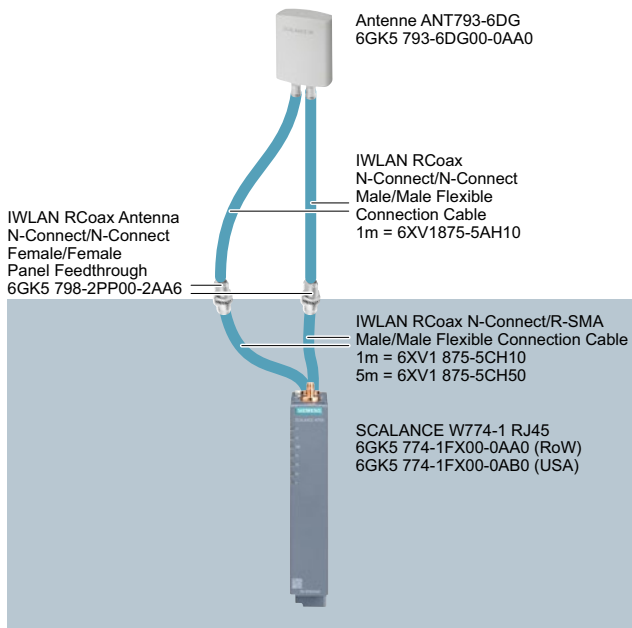 Antenne ANT793-6DG
6GK5 793-6DG00-0AA0
IWLAN RCoax
N-Connect/N-Connect
Male/Male Flexible
Connection Cable
1m = 6XV1875-5AH10
IWLAN RCoax Antenna
N-Connect/N-Connect
Female/Female
Panel Feedthrough
6GK5 798-2PP00-2AA6
IWLAN RCoax N-Connect/R-SMA
Male/Male Flexible Connection Cable
1m = 6XV1 875-5CH10
5m = 6XV1 875-5CH50
SIEMENS
SCALANCE W774-1 RJ45
6GK5 774-1FX00-0AA0 (RoW)
6GK5 774-1FX00-0AB0 (USA)